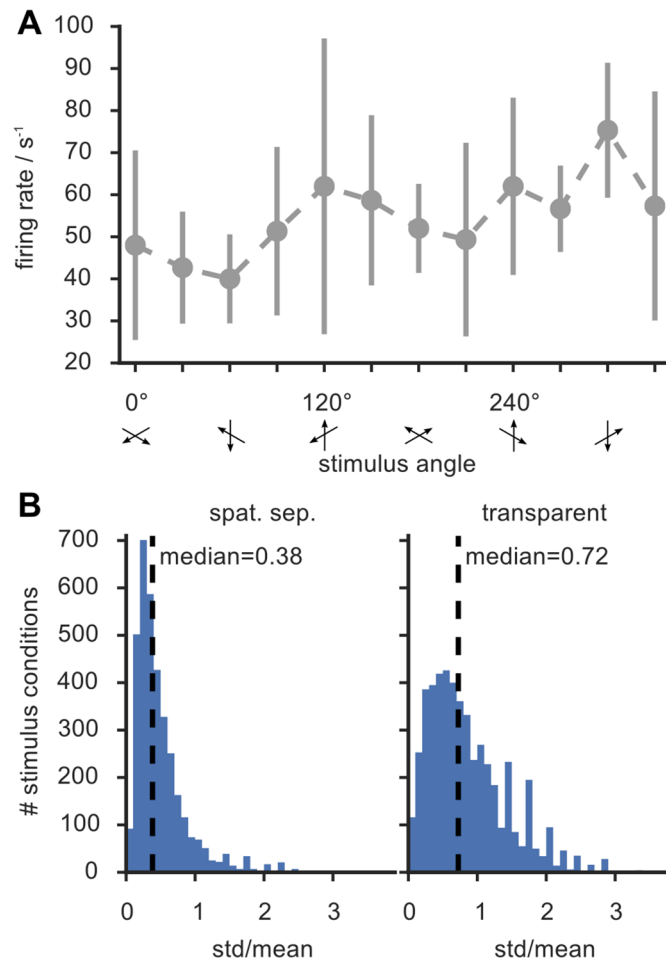 A
100
90
80
70
60
50
40
30
20
firing rate / s⁻¹
0° 120° 240°
stimulus angle
B
spat. sep. transparent
median=0.38 median=0.72
700
600
500
400
300
200
100
0
# stimulus conditions
0 1 2 3 0 1 2 3
std/mean std/mean